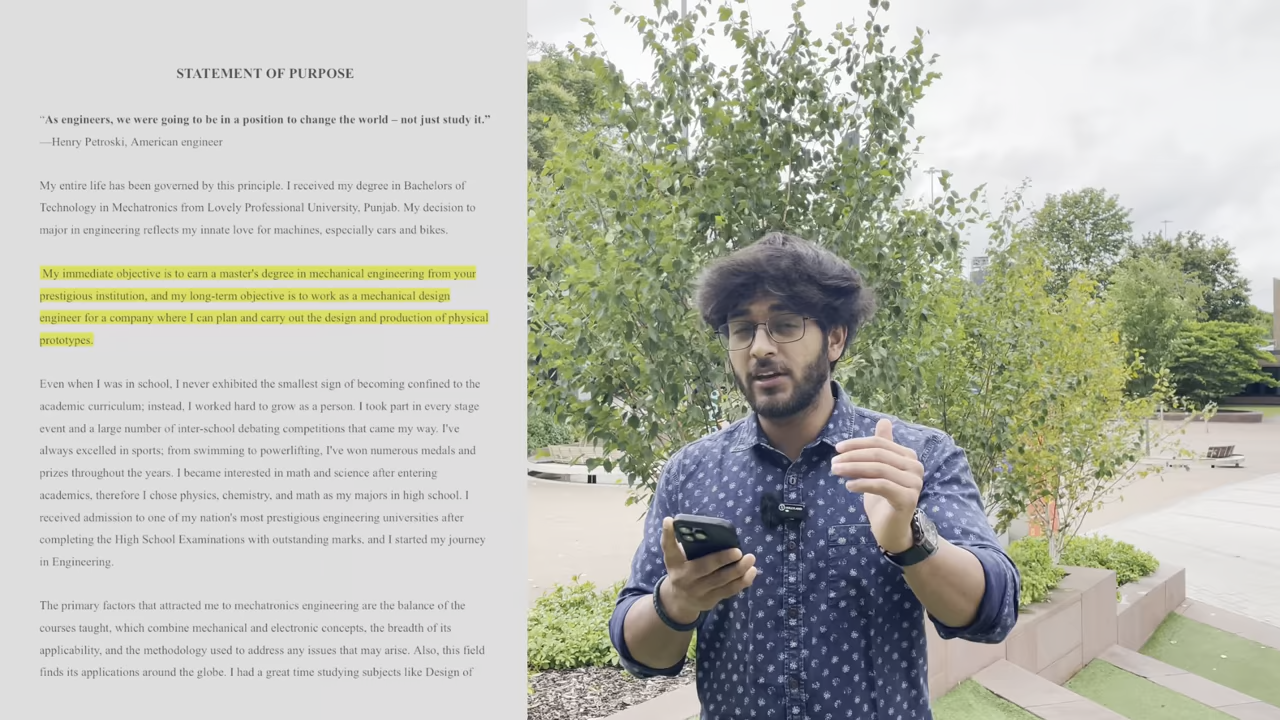 STATEMENT OF PURPOSE
“As engineers, we were going to be in a position to change the world – not just study it.”
—Henry Petroski, American engineer
My entire life has been governed by this principle. I received my degree in Bachelors of
Technology in Mechatronics from Lovely Professional University, Punjab. My decision to
major in engineering reflects my innate love for machines, especially cars and bikes.
My immediate objective is to earn a master's degree in mechanical engineering from your
prestigious institution, and my long-term objective is to work as a mechanical design
engineer for a company where I can plan and carry out the design and production of physical
prototypes.
Even when I was in school, I never exhibited the smallest sign of becoming confined to the
academic curriculum; instead, I worked hard to grow as a person. I took part in every stage
event and a large number of inter-school debating competitions that came my way. I've
always excelled in sports; from swimming to powerlifting, I've won numerous medals and
prizes throughout the years. I became interested in math and science after entering
academics, therefore I chose physics, chemistry, and math as my majors in high school. I
received admission to one of my nation's most prestigious engineering universities after
completing the High School Examinations with outstanding marks, and I started my journey
in Engineering.
The primary factors that attracted me to mechatronics engineering are the balance of the
courses taught, which combine mechanical and electronic concepts, the breadth of its
applicability, and the methodology used to address any issues that may arise. Also, this field
finds its applications around the globe. I had a great time studying subjects like Design of